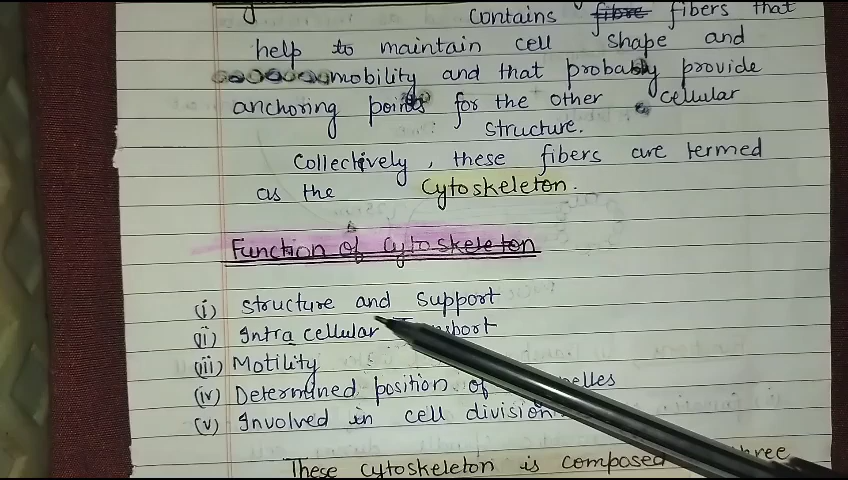 contains fibers that
help to maintain cell shape and
mobility and that probably provide
anchoring points for the other cellular
structure.
Collectively, these fibers are termed
as the Cytoskeleton.
Function of Cytoskeleton
(i) Structure and Support
(ii) Intra cellular
(iii) Motility
(iv) Determined position of
(v) Involved in cell division
These cytoskeleton is composed three